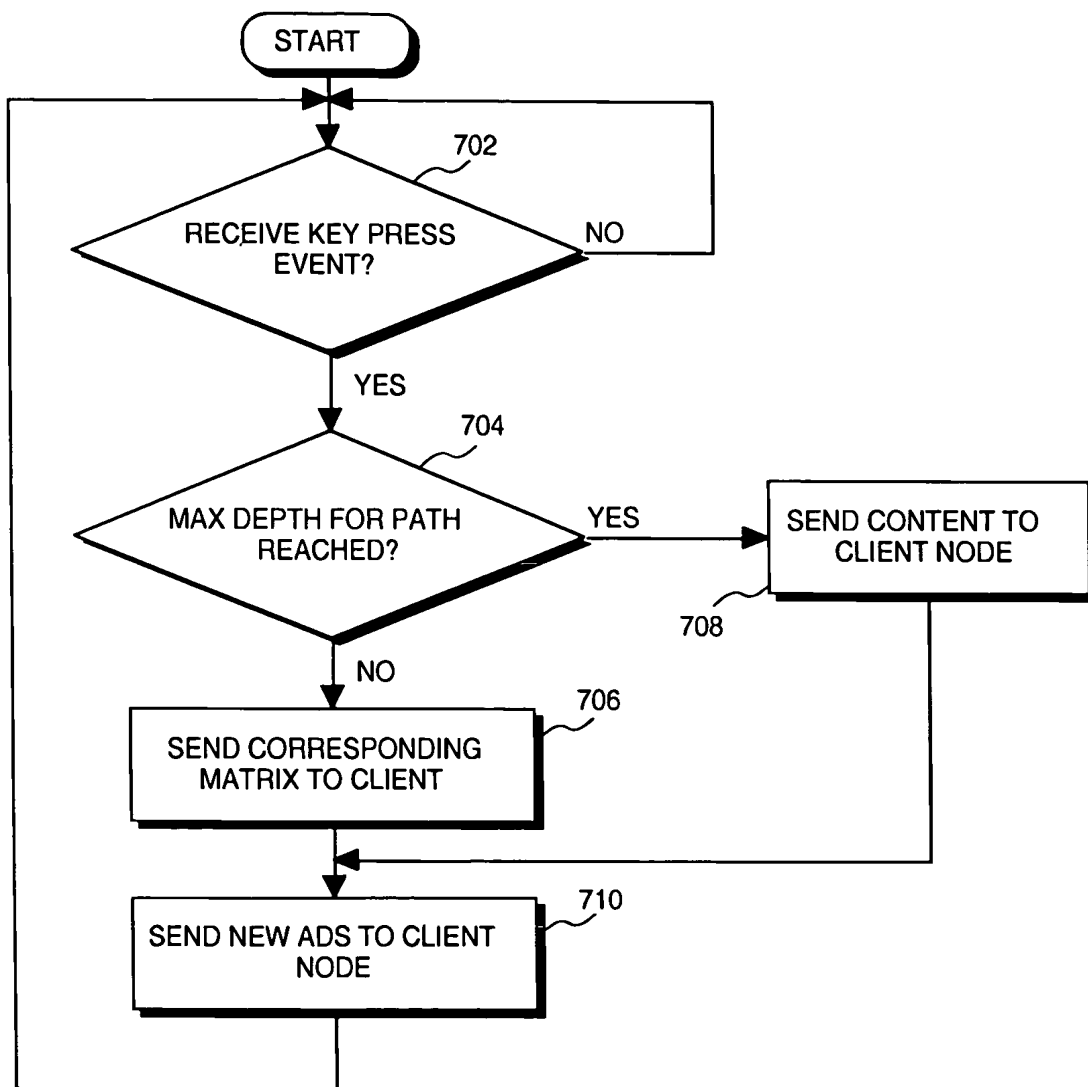 START
702
RECEIVE KEY PRESS
EVENT?
NO
YES
704
MAX DEPTH FOR PATH
REACHED?
YES
SEND CONTENT TO
CLIENT NODE
708
NO
706
SEND CORRESPONDING
MATRIX TO CLIENT
710
SEND NEW ADS TO CLIENT
NODE